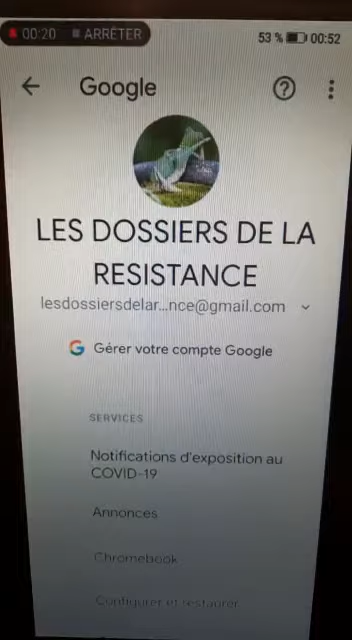 00:20 ARRÊTER 53 % 00:52
Google
LES DOSSIERS DE LA
RESISTANCE
lesdossiersdelar...nce@gmail.com
Gérer votre compte Google
SERVICES
Notifications d'exposition au
COVID-19
Annonces
Chromebook
Configurer et restaurer